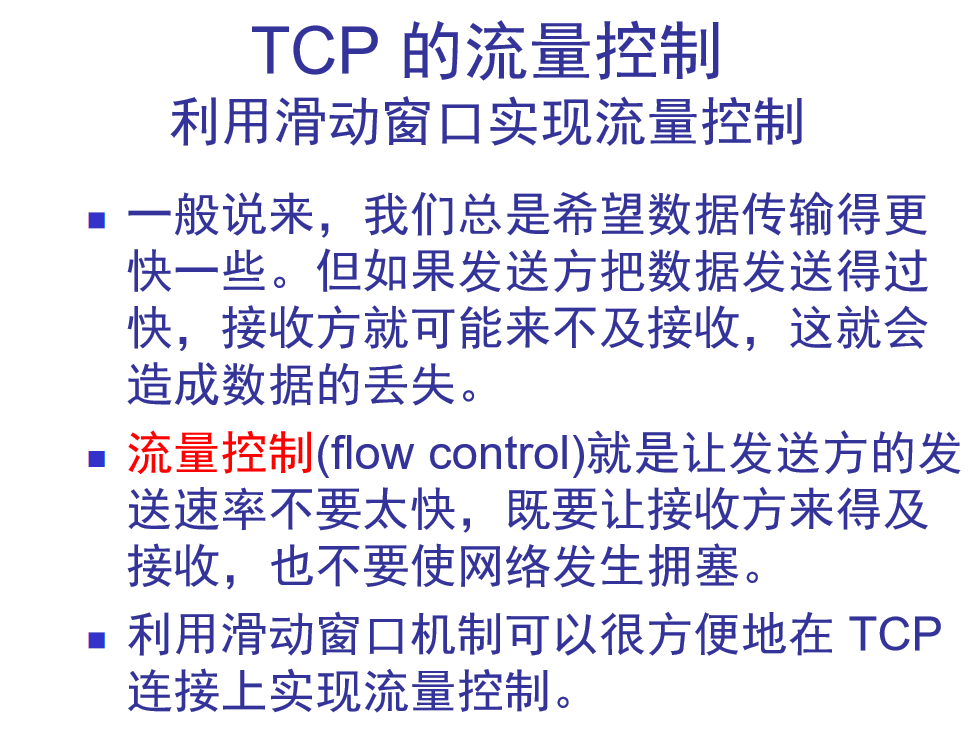 TCP 的流量控制
利用滑动窗口实现流量控制
■ 一般说来，我们总是希望数据传输得更
快一些。但如果发送方把数据发送得过
快，接收方就可能来不及接收，这就会
造成数据的丢失。
■ 流量控制(flow control)就是让发送方的发
送速率不要太快，既要让接收方来得及
接收，也不要使网络发生拥塞。
■ 利用滑动窗口机制可以很方便地在 TCP
连接上实现流量控制。